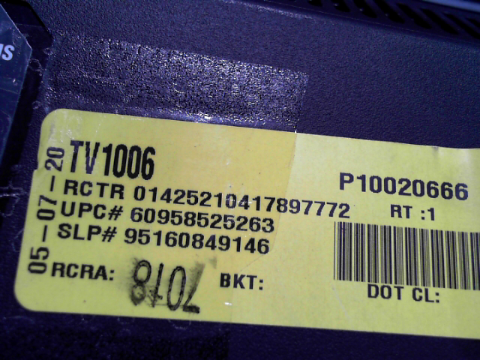 05-07-20
TV1006
P10020666
RCTR 01425210417897772
RT :1
UPC# 60958525263
SLP# 95160849146
RCRA:
7018
BKT:
DOT CL: